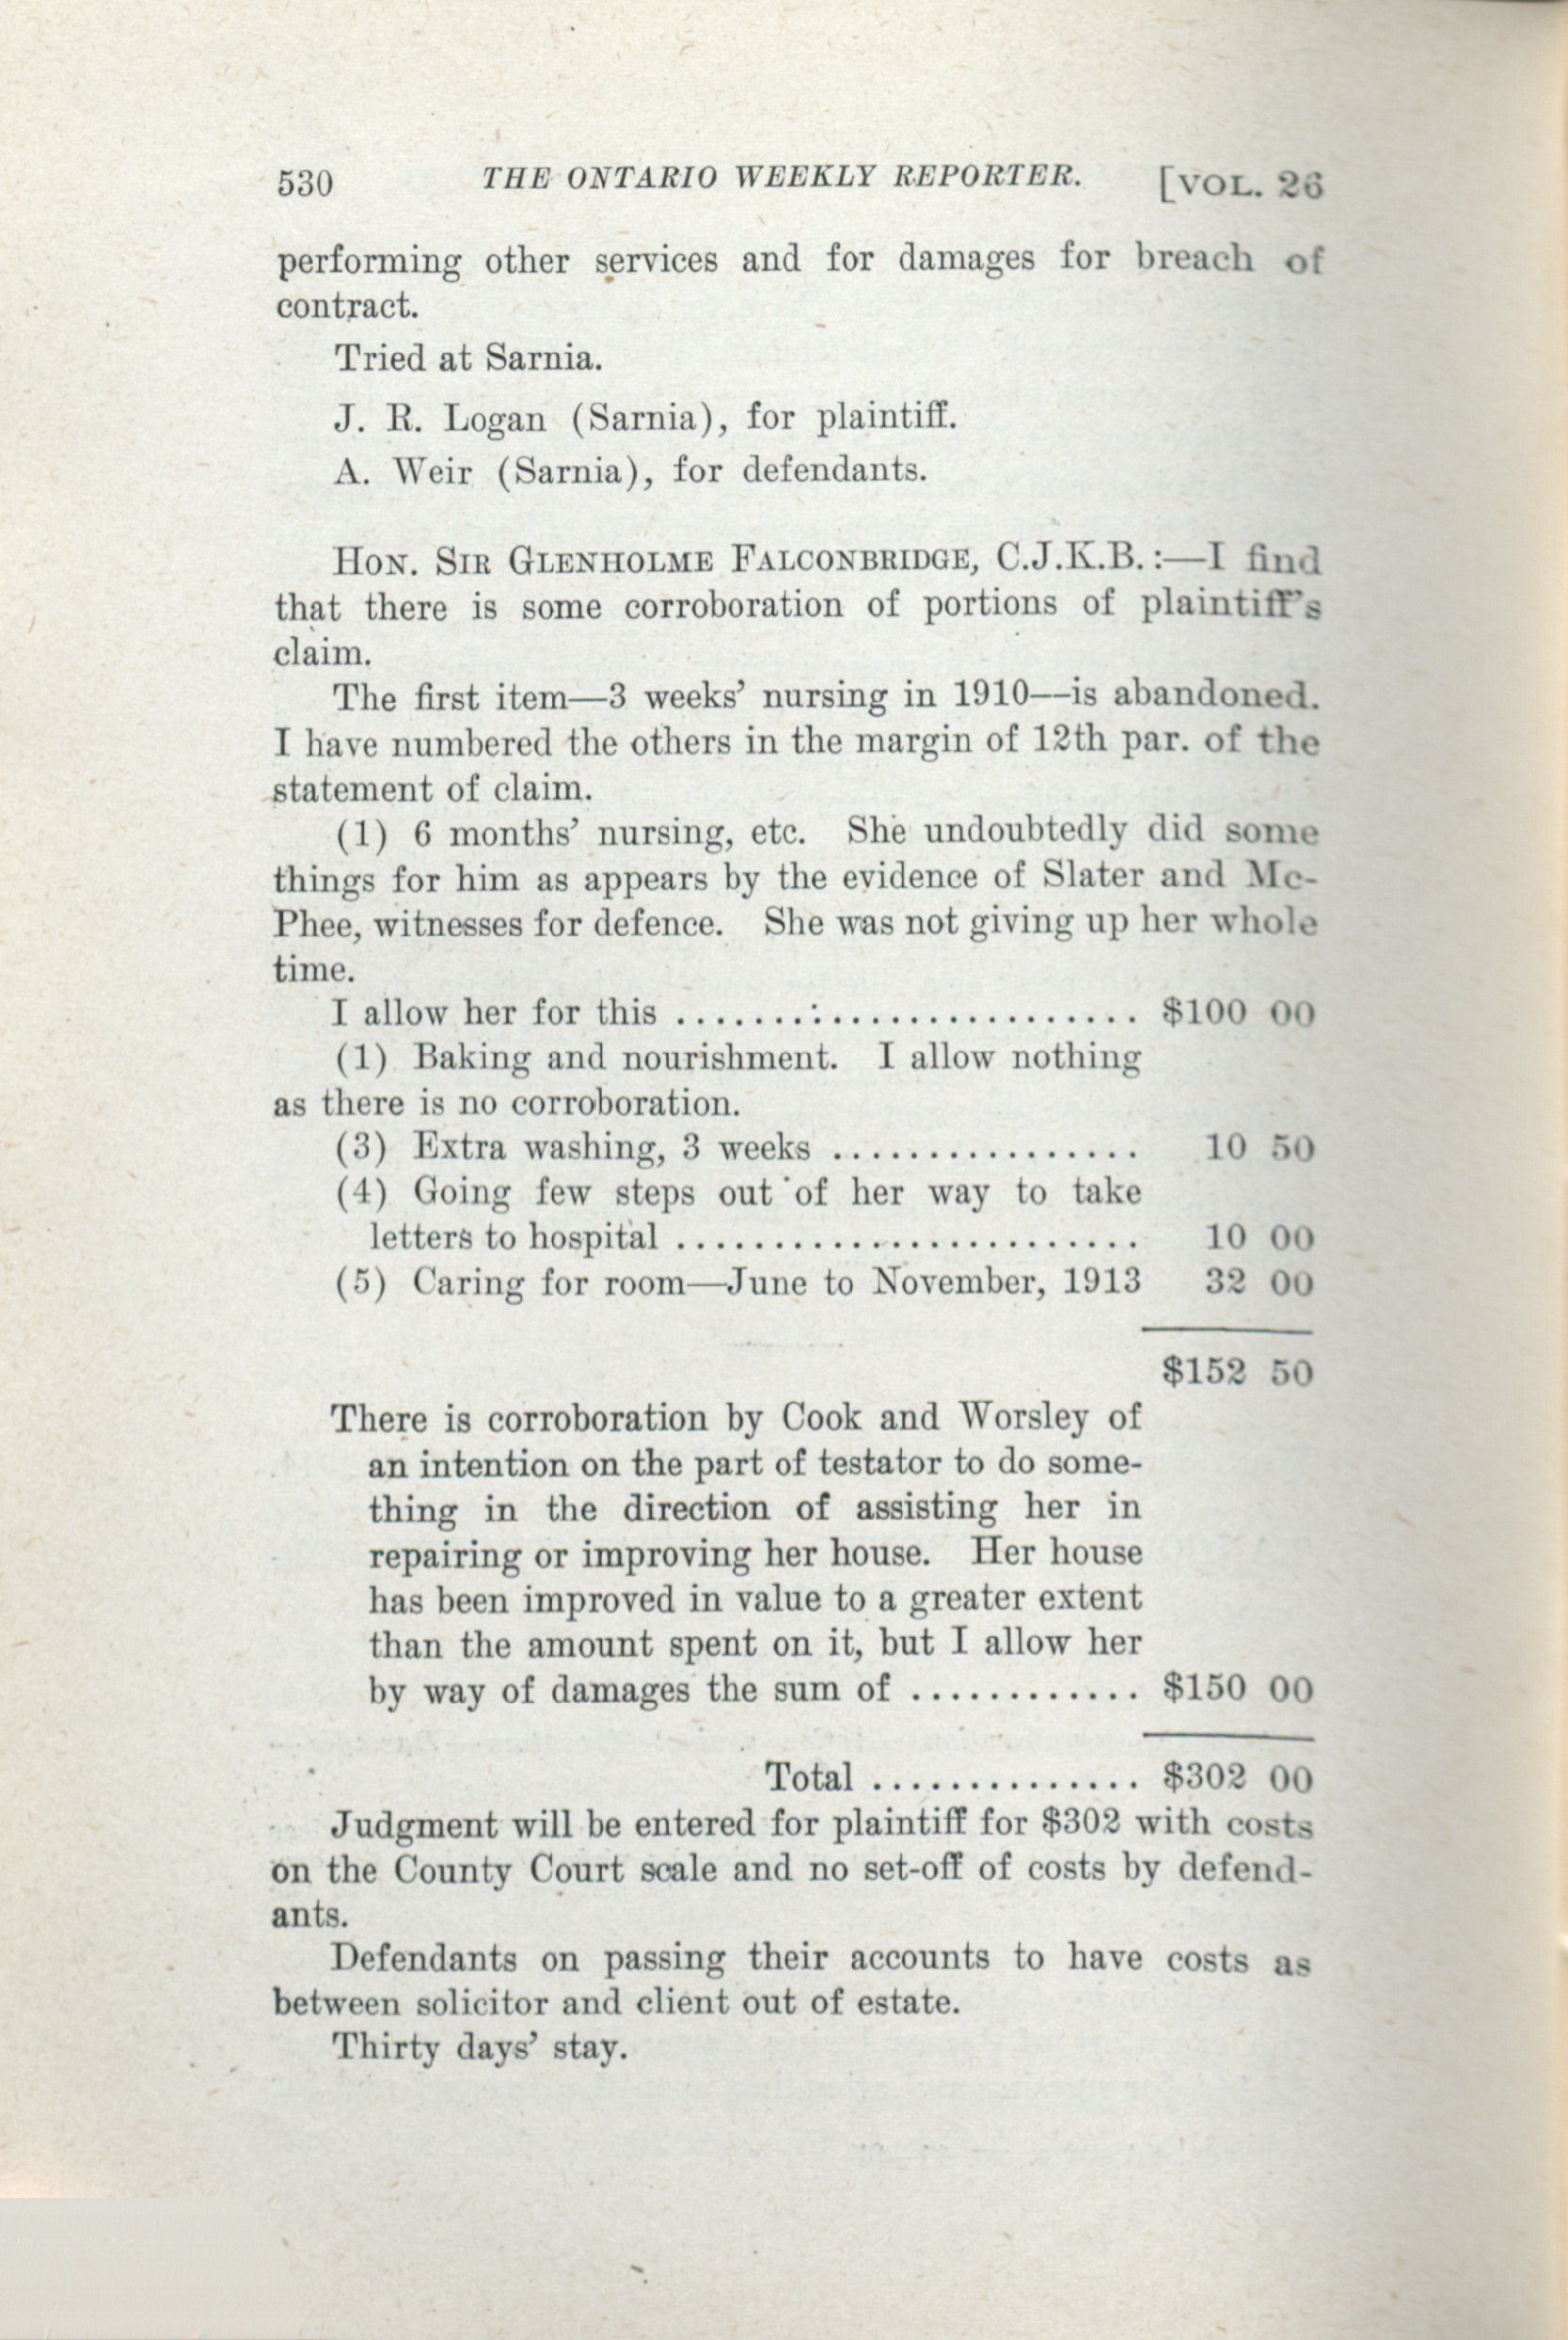 530 THE ONTARIO WEEKLY REPORTER. [VOL. 26
performing other services and for damages for breach of
contract.
Tried at Sarnia.
J. R. Logan (Sarnia), for plaintiff.
A. Weir (Sarnia), for defendants.
HON. SIR GLENHOLME FALCONBRIDGE, C.J.K.B.:—I find
that there is some corroboration of portions of plaintiff's
claim.
The first item—3 weeks' nursing in 1910—is abandoned.
I have numbered the others in the margin of 12th par. of the
statement of claim.
(1) 6 months' nursing, etc. She undoubtedly did some
things for him as appears by the evidence of Slater and Mc-
Phee, witnesses for defence. She was not giving up her whole
time.
I allow her for this ............................ $100 00
(1) Baking and nourishment. I allow nothing
as there is no corroboration.
(3) Extra washing, 3 weeks ................ 10 50
(4) Going few steps out of her way to take
letters to hospital ........................ 10 00
(5) Caring for room—June to November, 1913 32 00
$152 50
There is corroboration by Cook and Worsley of
an intention on the part of testator to do some-
thing in the direction of assisting her in
repairing or improving her house. Her house
has been improved in value to a greater extent
than the amount spent on it, but I allow her
by way of damages the sum of ............ $150 00
Total .............. $302 00
Judgment will be entered for plaintiff for $302 with costs
on the County Court scale and no set-off of costs by defend-
ants.
Defendants on passing their accounts to have costs as
between solicitor and client out of estate.
Thirty days' stay.